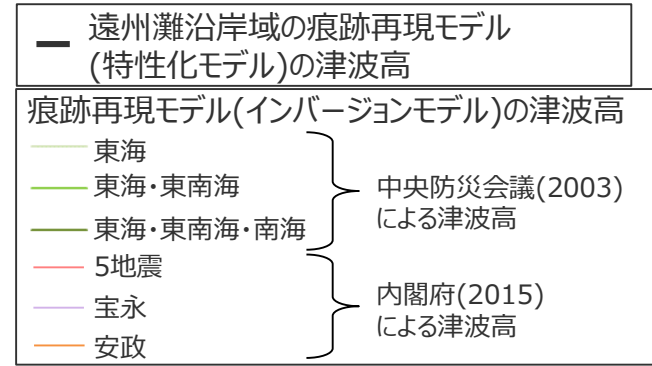 遠州灘沿岸域の痕跡再現モデル
(特性化モデル)の津波高
痕跡再現モデル(インバージョンモデル)の津波高
東海
東海・東南海
東海・東南海・南海
中央防災会議(2003)
による津波高
5地震
宝永
安政
内閣府(2015)
による津波高